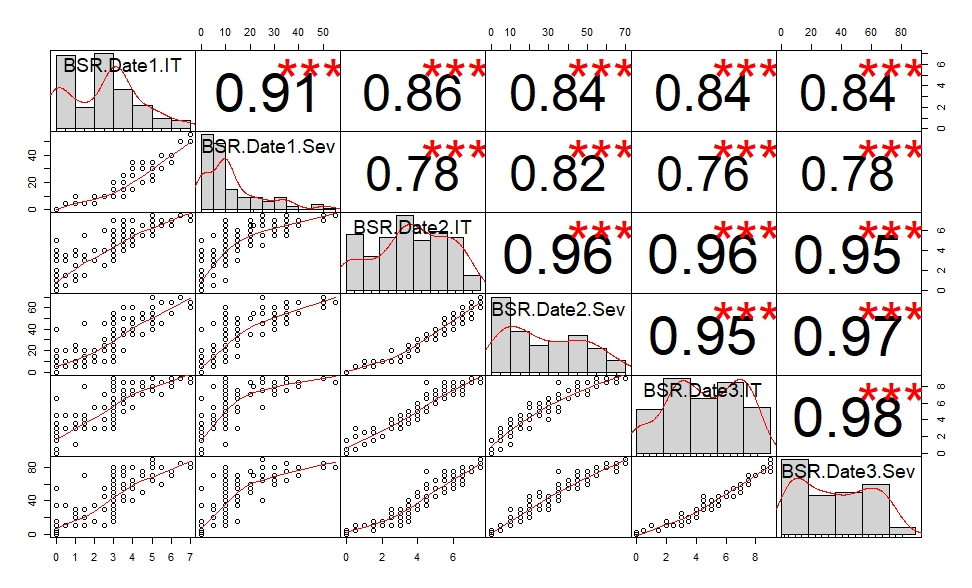 0 10 30 50 0 10 30 50 70 0 20 40 60 80
BSR.Date1.IT 0.91 *** 0.86 *** 0.84 *** 0.84 *** 0.84 *** 0 2 4 6
0 20 40 BSR.Date1.Sev 0.78 *** 0.82 *** 0.76 *** 0.78 ***
BSR.Date2.IT 0.96 *** 0.96 *** 0.95 *** 0 2 4 6
0 20 40 60 BSR.Date2.Sev 0.95 *** 0.97 ***
BSR.Date3.IT 0.98 *** 0 2 4 6 8
0 40 80 BSR.Date3.Sev
0 1 2 3 4 5 6 7 0 2 4 6 0 2 4 6 8